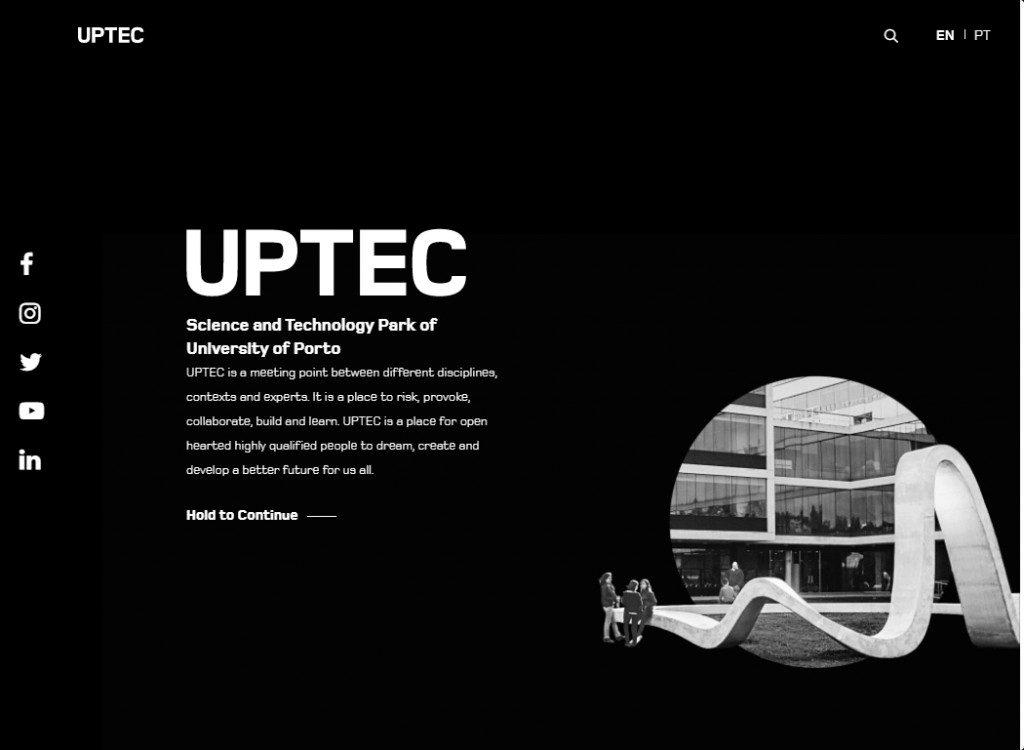 UPTEC
EN | PT
UPTEC
Science and Technology Park of
University of Porto
UPTEC is a meeting point between different disciplines,
contexts and experts. It is a place to risk, provoke,
collaborate, build and learn. UPTEC is a place for open
hearted highly qualified people to dream, create and
develop a better future for us all.
Hold to Continue